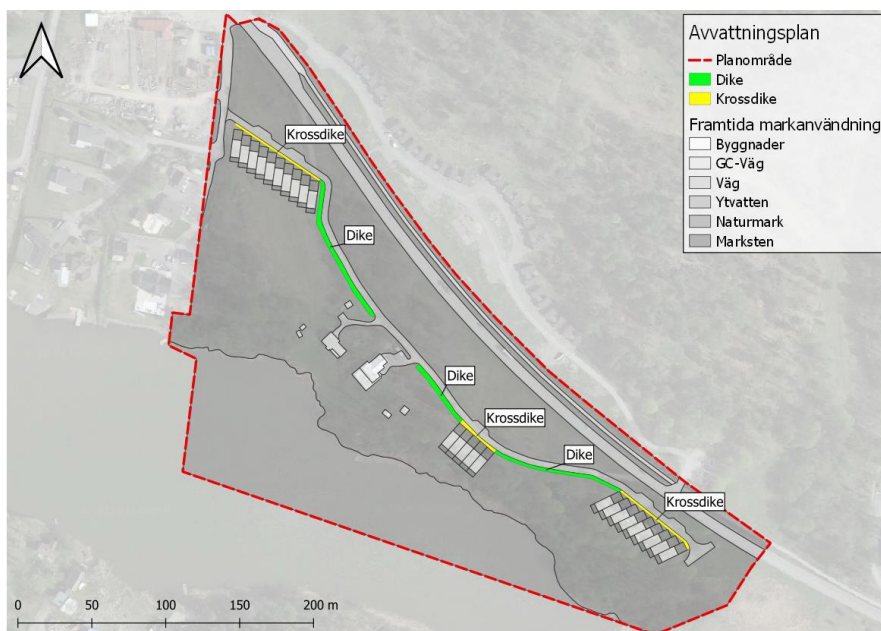 Avvattningsplan
Planområde
Dike
Krossdike
Framtida markanvändning
Byggnader
GC-Väg
Väg
Ytvatten
Naturmark
Marksten
Krossdike
Dike
Dike
Krossdike
Dike
Krossdike
0 50 100 150 200 m